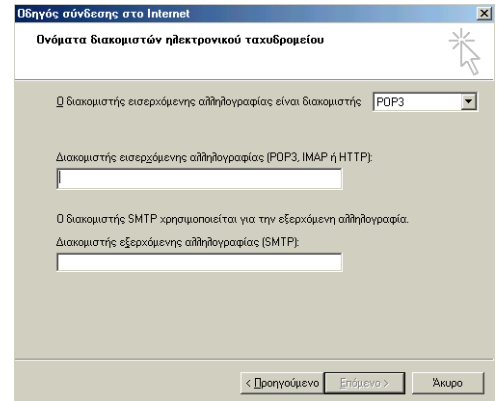 Οδηγός σύνδεσης στο Internet
Ονόματα διακομιστών ηλεκτρονικού ταχυδρομείου
Ο διακομιστής εισερχόμενης αλληλογραφίας είναι διακομιστής POP3
Διακομιστής εισερχόμενης αλληλογραφίας (POP3, IMAP ή HTTP):
Ο διακομιστής SMTP χρησιμοποιείται για την εξερχόμενη αλληλογραφία.
Διακομιστής εξερχόμενης αλληλογραφίας (SMTP):
< Προηγούμενο Επόμενο > Άκυρο